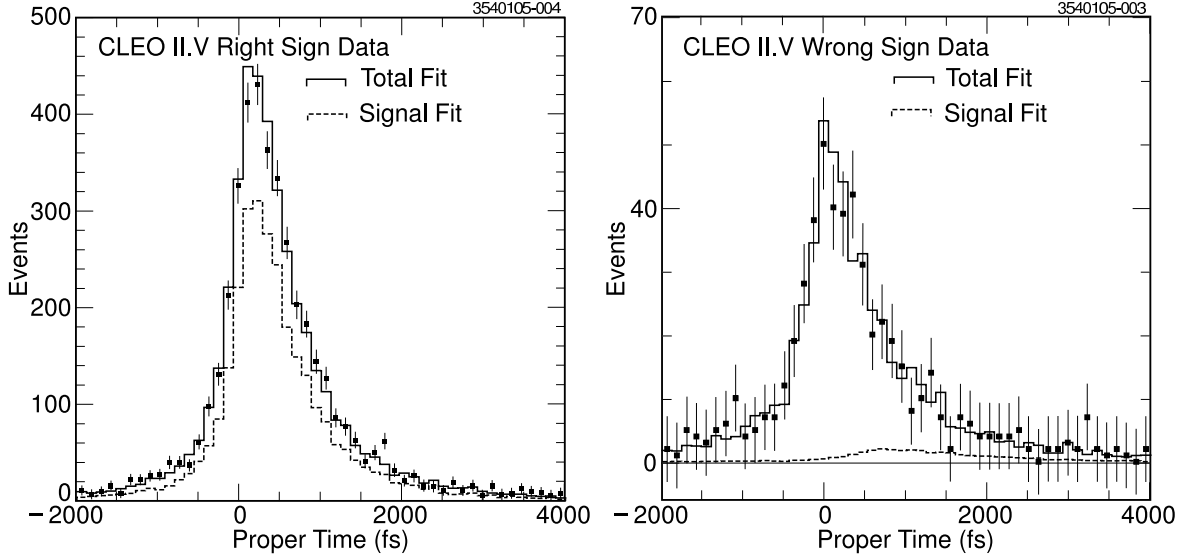 3540105-004
500
CLEO II.V Right Sign Data
Total Fit
Signal Fit
400
300
200
100
0
Events
−2000
0
2000
4000
Proper Time (fs)
3540105-003
70
CLEO II.V Wrong Sign Data
Total Fit
Signal Fit
40
0
Events
−2000
0
2000
4000
Proper Time (fs)